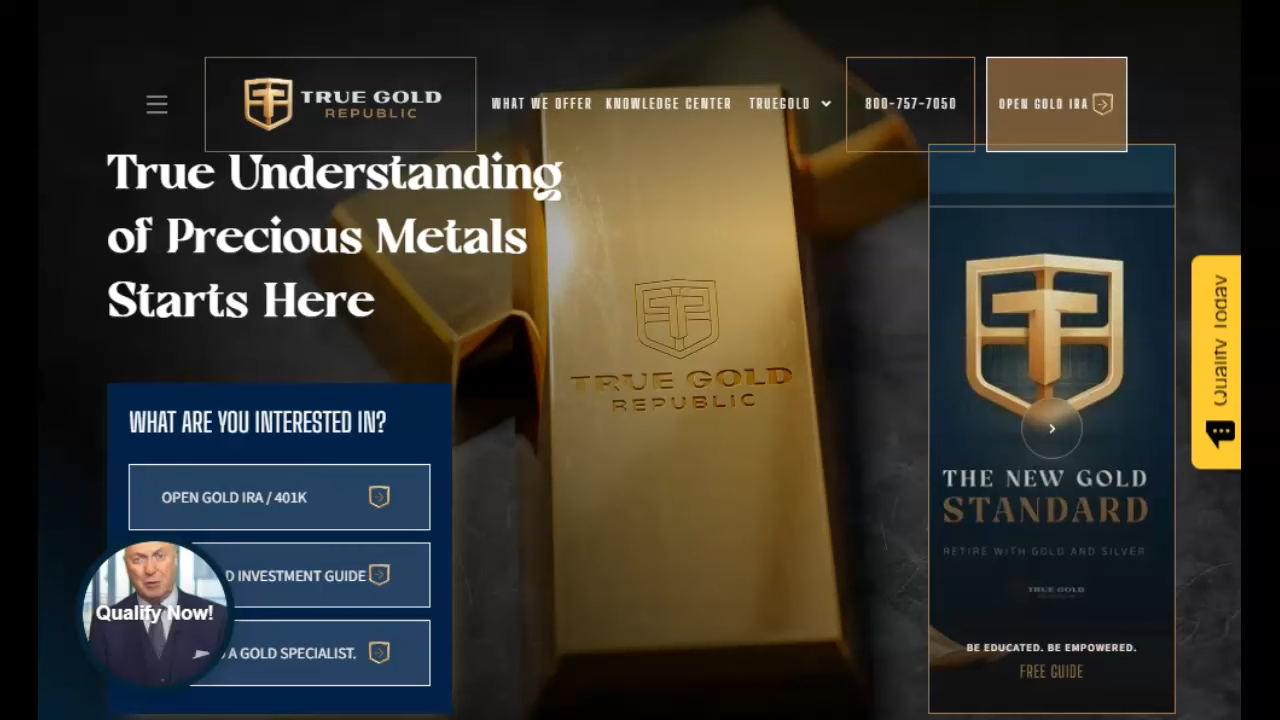 TRUE GOLD
REPUBLIC
WHAT WE OFFER
KNOWLEDGE CENTER
TRUEGOLD
800-757-7050
OPEN GOLD IRA
True Understanding
of Precious Metals
Starts Here
WHAT ARE YOU INTERESTED IN?
OPEN GOLD IRA / 401K
D INVESTMENT GUIDE
A GOLD SPECIALIST.
Qualify Now!
TRUE GOLD
REPUBLIC
THE NEW GOLD
STANDARD
RETIRE WITH GOLD AND SILVER
TRUE GOLD
BE EDUCATED. BE EMPOWERED.
FREE GUIDE
Qualify Today